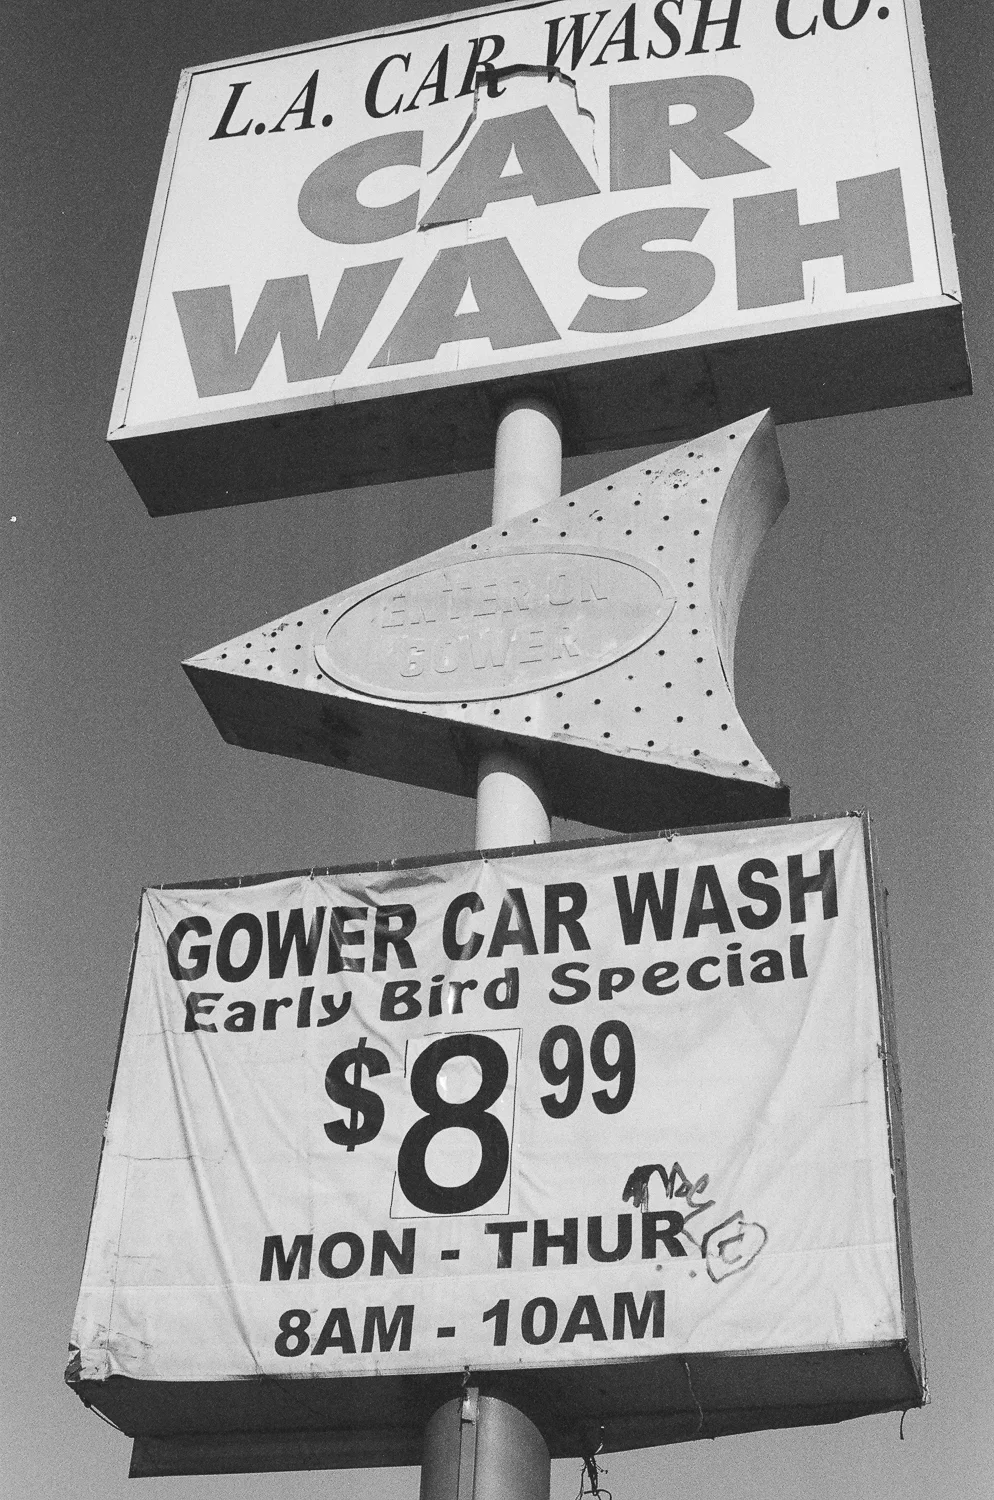 L.A. CAR WASH CO.
CAR
WASH
ENTER ON
GOWER
GOWER CAR WASH
Early Bird Special
$8 99
MON - THUR
8AM - 10AM